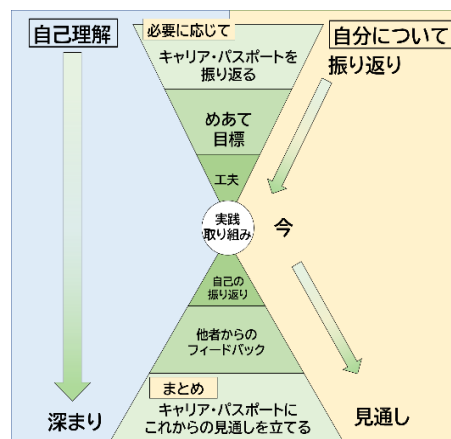 自己理解
必要に応じて
自分について
振り返り
キャリア・パスポートを
振り返る
めあて
目標
工夫
実践
取り組み
今
自己の
振り返り
他者からの
フィードバック
まとめ
キャリア・パスポートに
これからの見通しを立てる
深まり
見通し